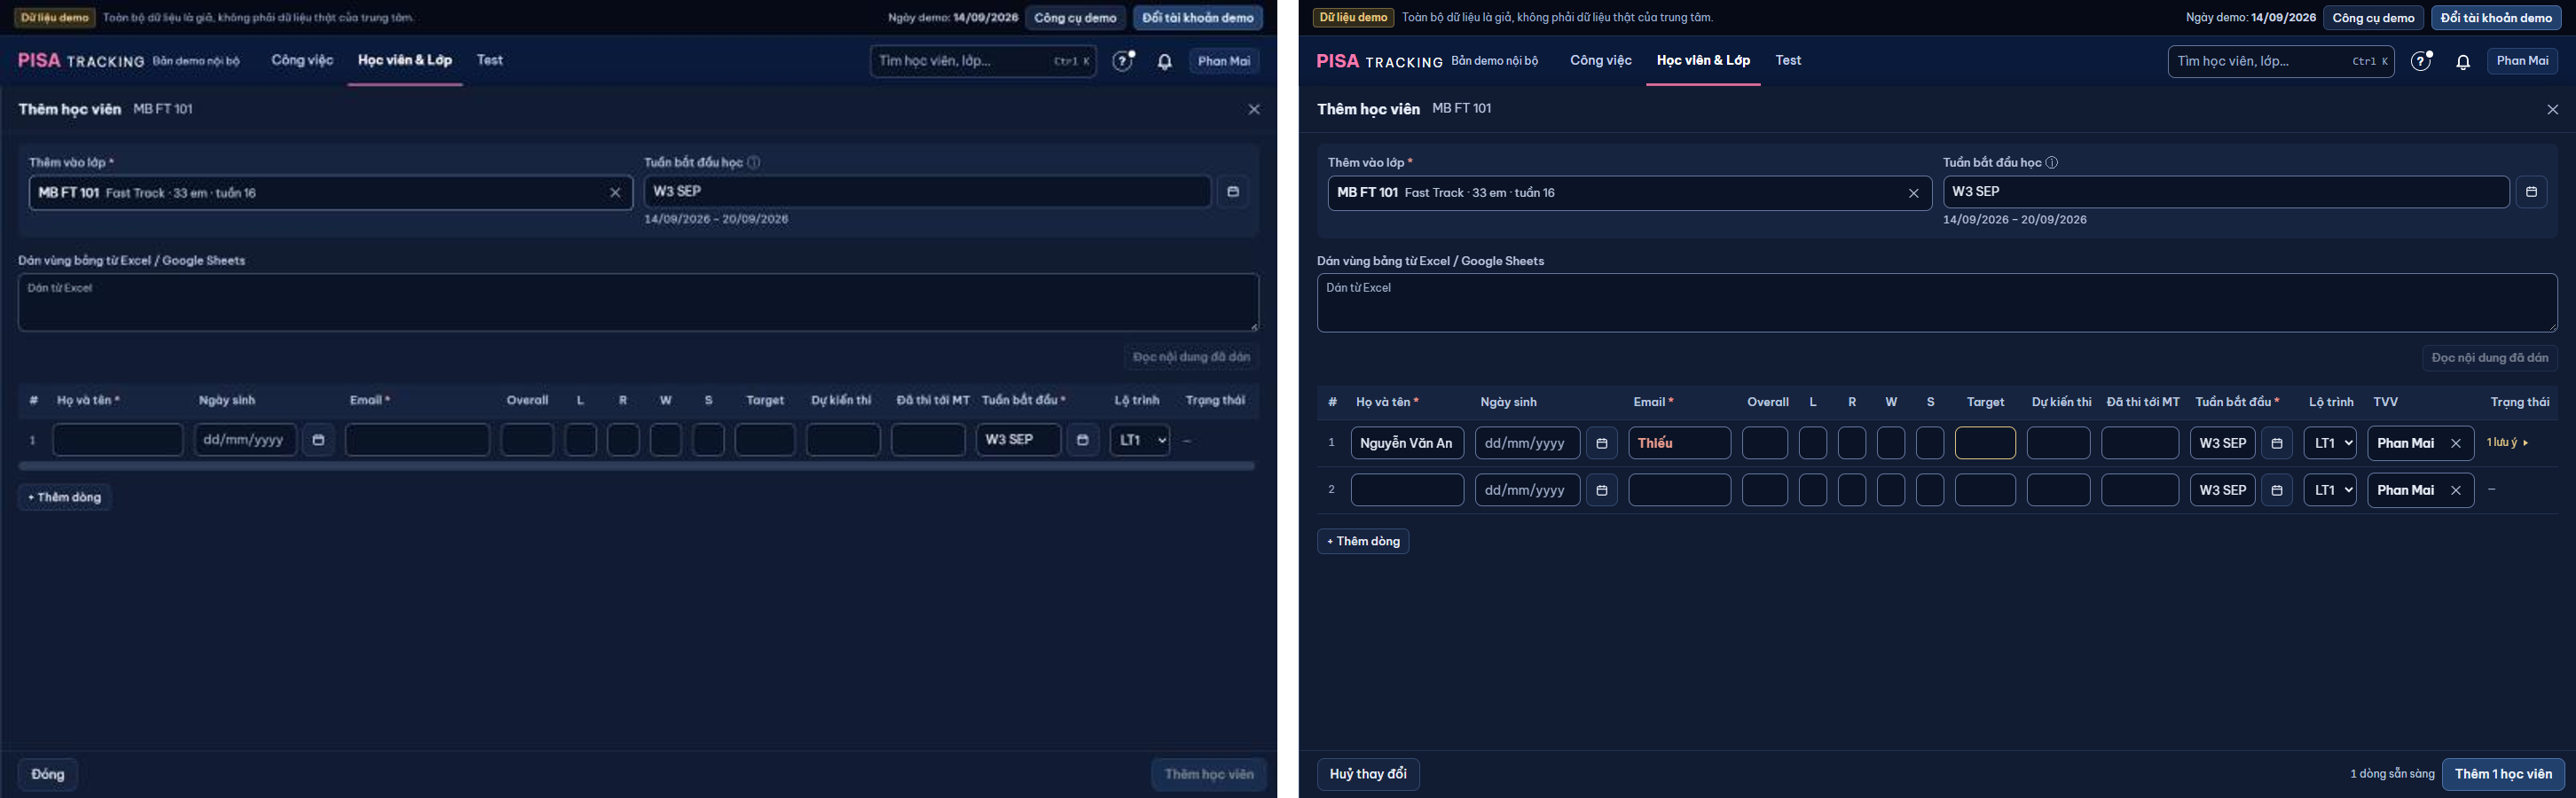 Dữ liệu demo Toàn bộ dữ liệu là giả, không phải dữ liệu thật của trung tâm. Ngày demo: 14/09/2026 Công cụ demo Đổi tài khoản demo
PISA TRACKING Bản demo nội bộ Công việc Học viên & Lớp Test Tìm học viên, lớp... Ctrl K ? Phan Mai
Thêm học viên MB FT 101
Thêm vào lớp * Tuần bắt đầu học
MB FT 101 Fast Track · 33 em · tuần 16 W3 SEP
14/09/2026 – 20/09/2026
Dán vùng bảng từ Excel / Google Sheets
Dán từ Excel
Đọc nội dung đã dán
# Họ và tên * Ngày sinh Email * Overall L R W S Target Dự kiến thi Đã thi tới MT Tuần bắt đầu * Lộ trình Trạng thái
1 dd/mm/yyyy W3 SEP LT1 –
+ Thêm dòng
Đóng Thêm học viên
Dữ liệu demo Toàn bộ dữ liệu là giả, không phải dữ liệu thật của trung tâm. Ngày demo: 14/09/2026 Công cụ demo Đổi tài khoản demo
PISA TRACKING Bản demo nội bộ Công việc Học viên & Lớp Test Tìm học viên, lớp... Ctrl K ? Phan Mai
Thêm học viên MB FT 101
Thêm vào lớp * Tuần bắt đầu học
MB FT 101 Fast Track · 33 em · tuần 16 W3 SEP
14/09/2026 – 20/09/2026
Dán vùng bảng từ Excel / Google Sheets
Dán từ Excel
Đọc nội dung đã dán
# Họ và tên * Ngày sinh Email * Overall L R W S Target Dự kiến thi Đã thi tới MT Tuần bắt đầu * Lộ trình TVV Trạng thái
1 Nguyễn Văn An dd/mm/yyyy Thiếu W3 SEP LT1 Phan Mai 1 lưu ý
2 dd/mm/yyyy W3 SEP LT1 Phan Mai –
+ Thêm dòng
Huỷ thay đổi 1 dòng sẵn sàng Thêm 1 học viên